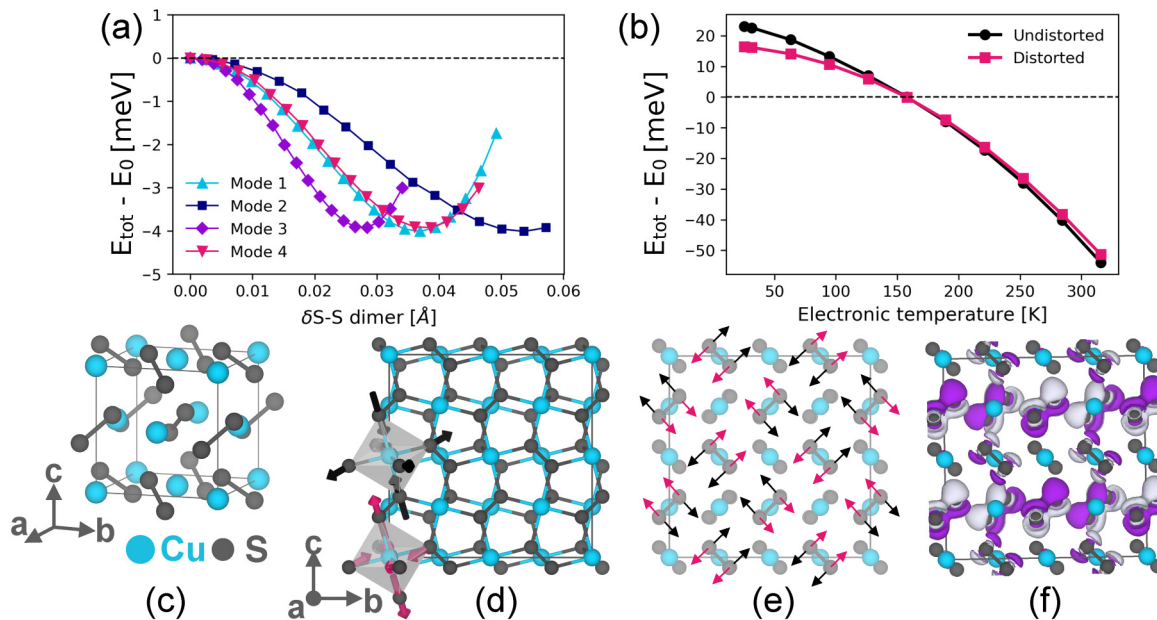 (a)
E_tot - E_0 [meV]
1
0
−1
−2
−3
−4
−5
Mode 1
Mode 2
Mode 3
Mode 4
0.00 0.01 0.02 0.03 0.04 0.05 0.06
δS-S dimer [Å]
(b)
E_tot - E_0 [meV]
20
10
0
−10
−20
−30
−40
−50
Undistorted
Distorted
50 100 150 200 250 300
Electronic temperature [K]
c
a b
Cu S
(c)
c
a b
(d)
(e)
(f)